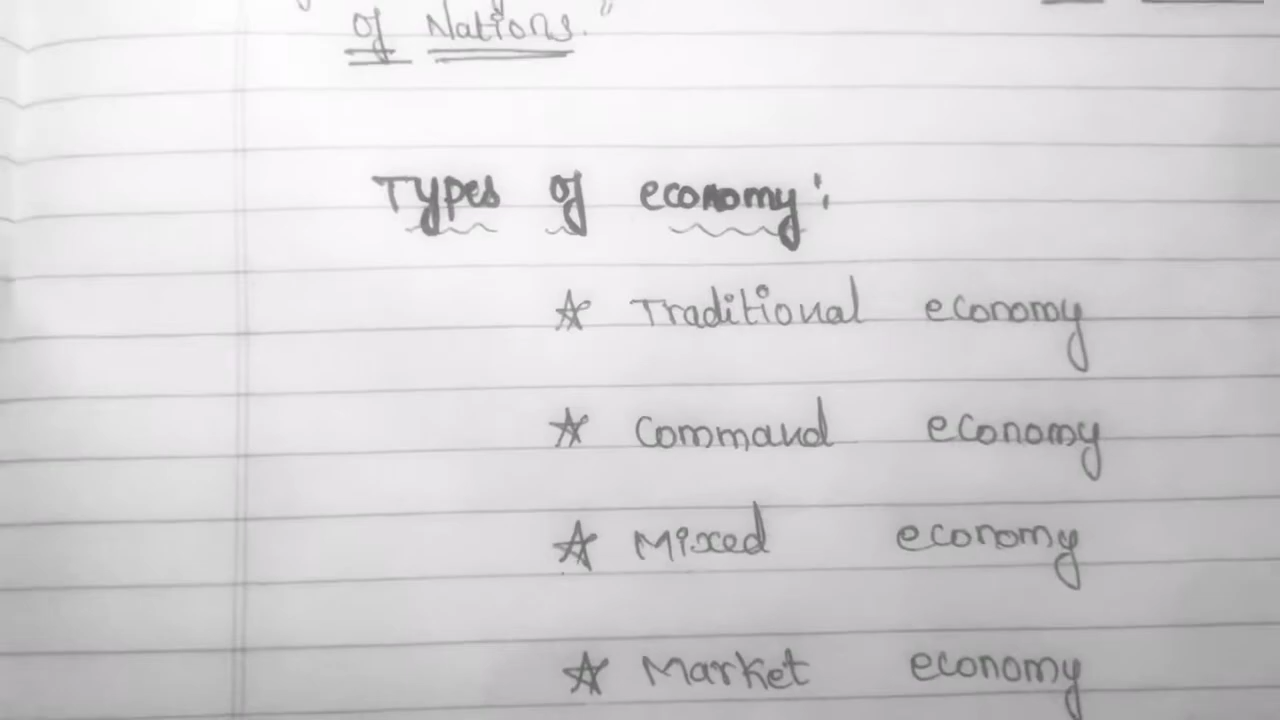 of Nations."
Types of economy:
☆ Traditional economy
☆ Command economy
☆ Mixed economy
☆ Market economy